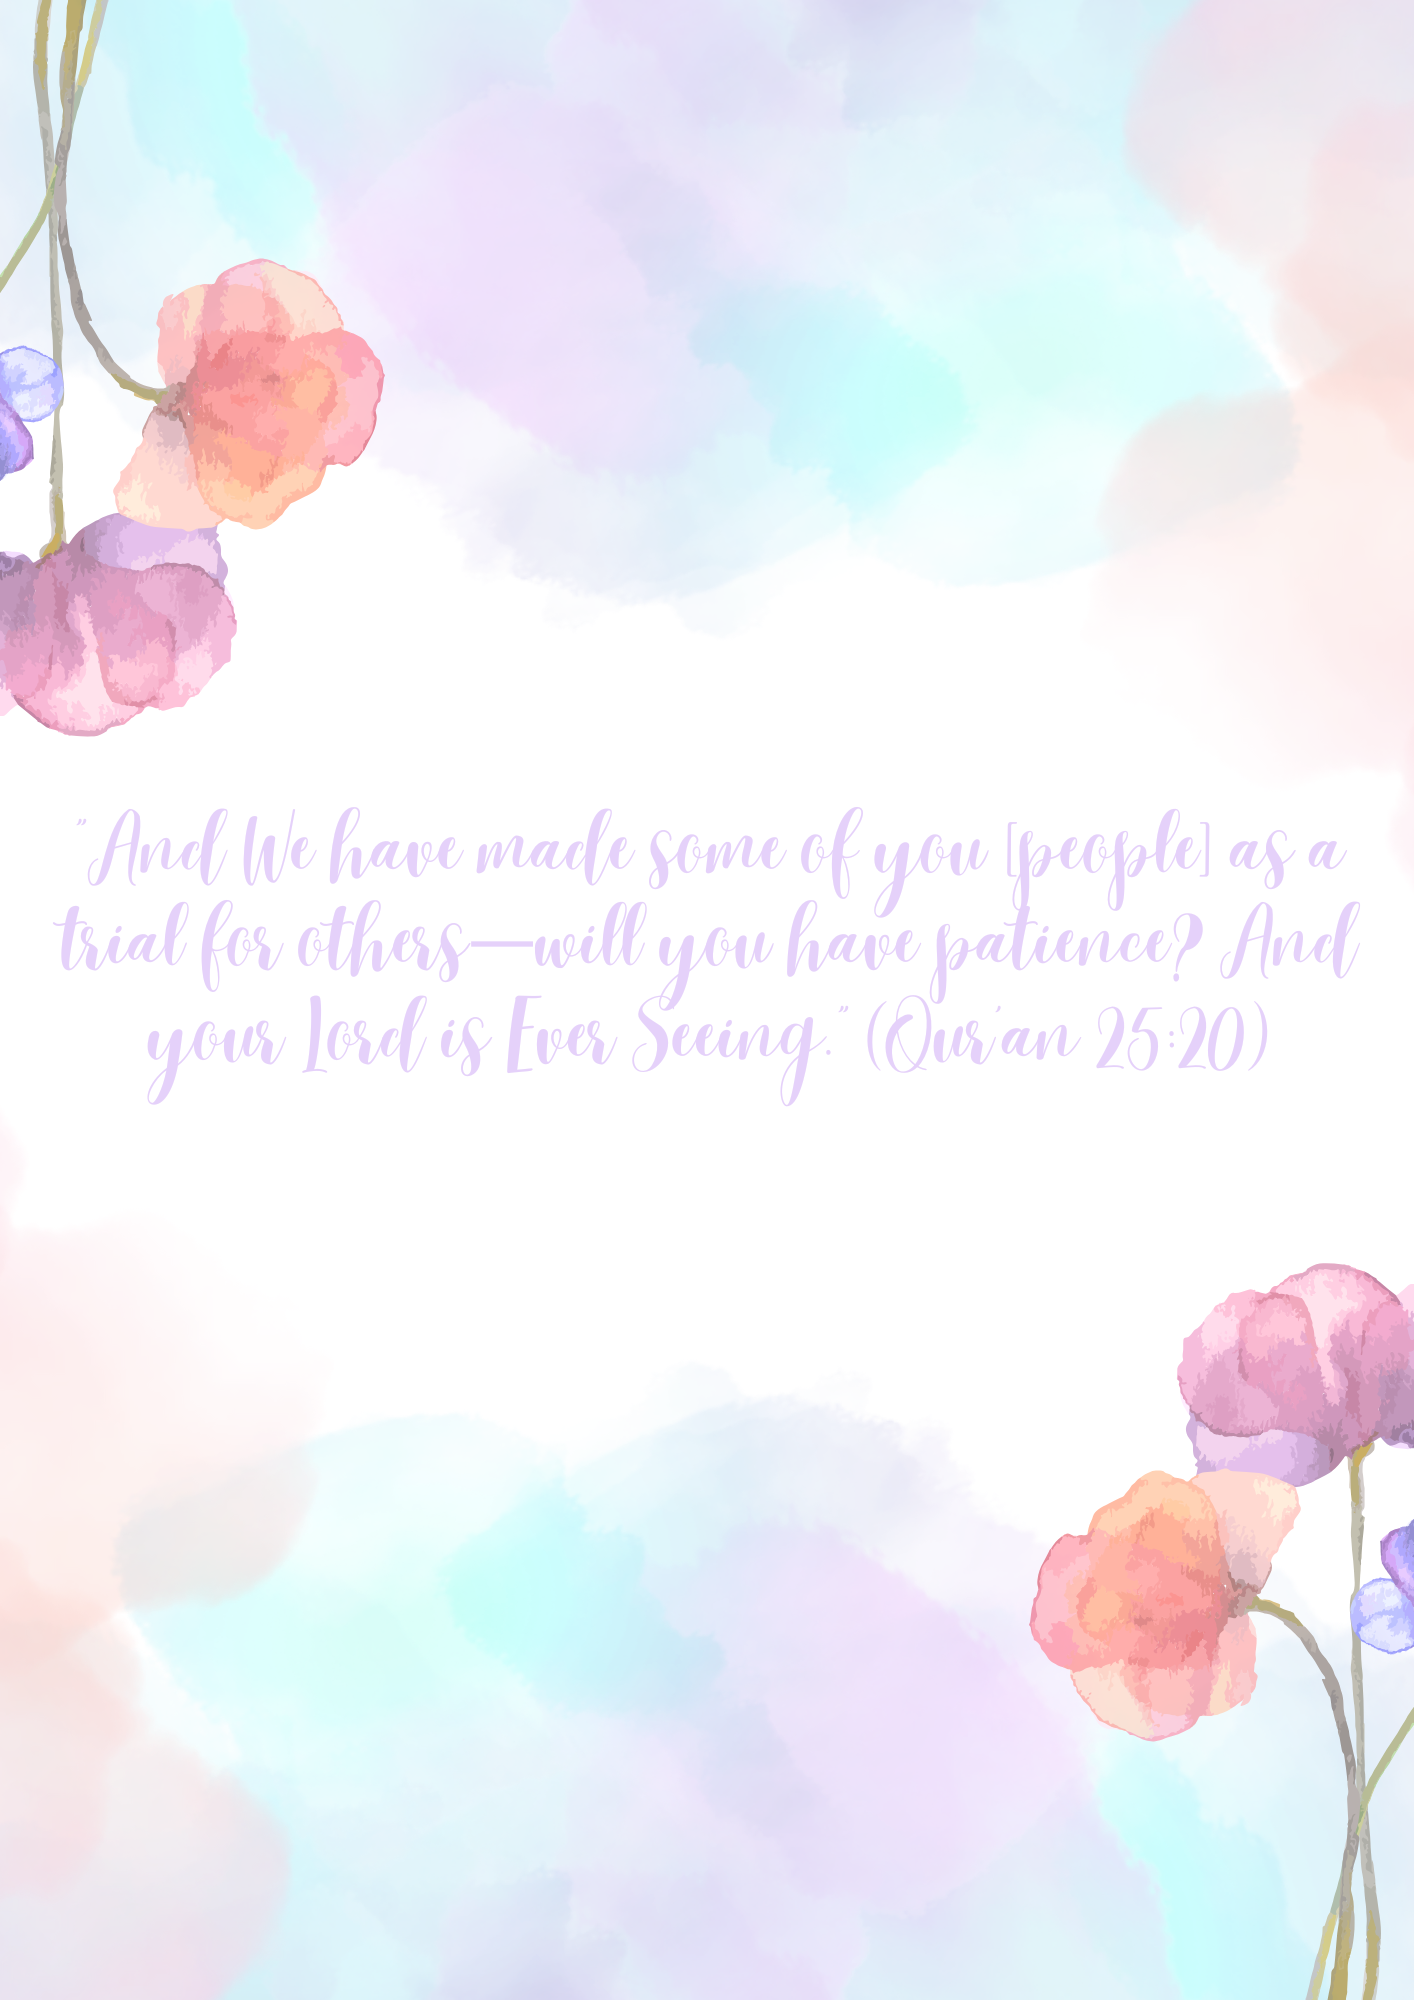 "And We have made some of you [people] as a
trial for others—will you have patience? And
your Lord is Ever Seeing." (Qur'an 25:20)